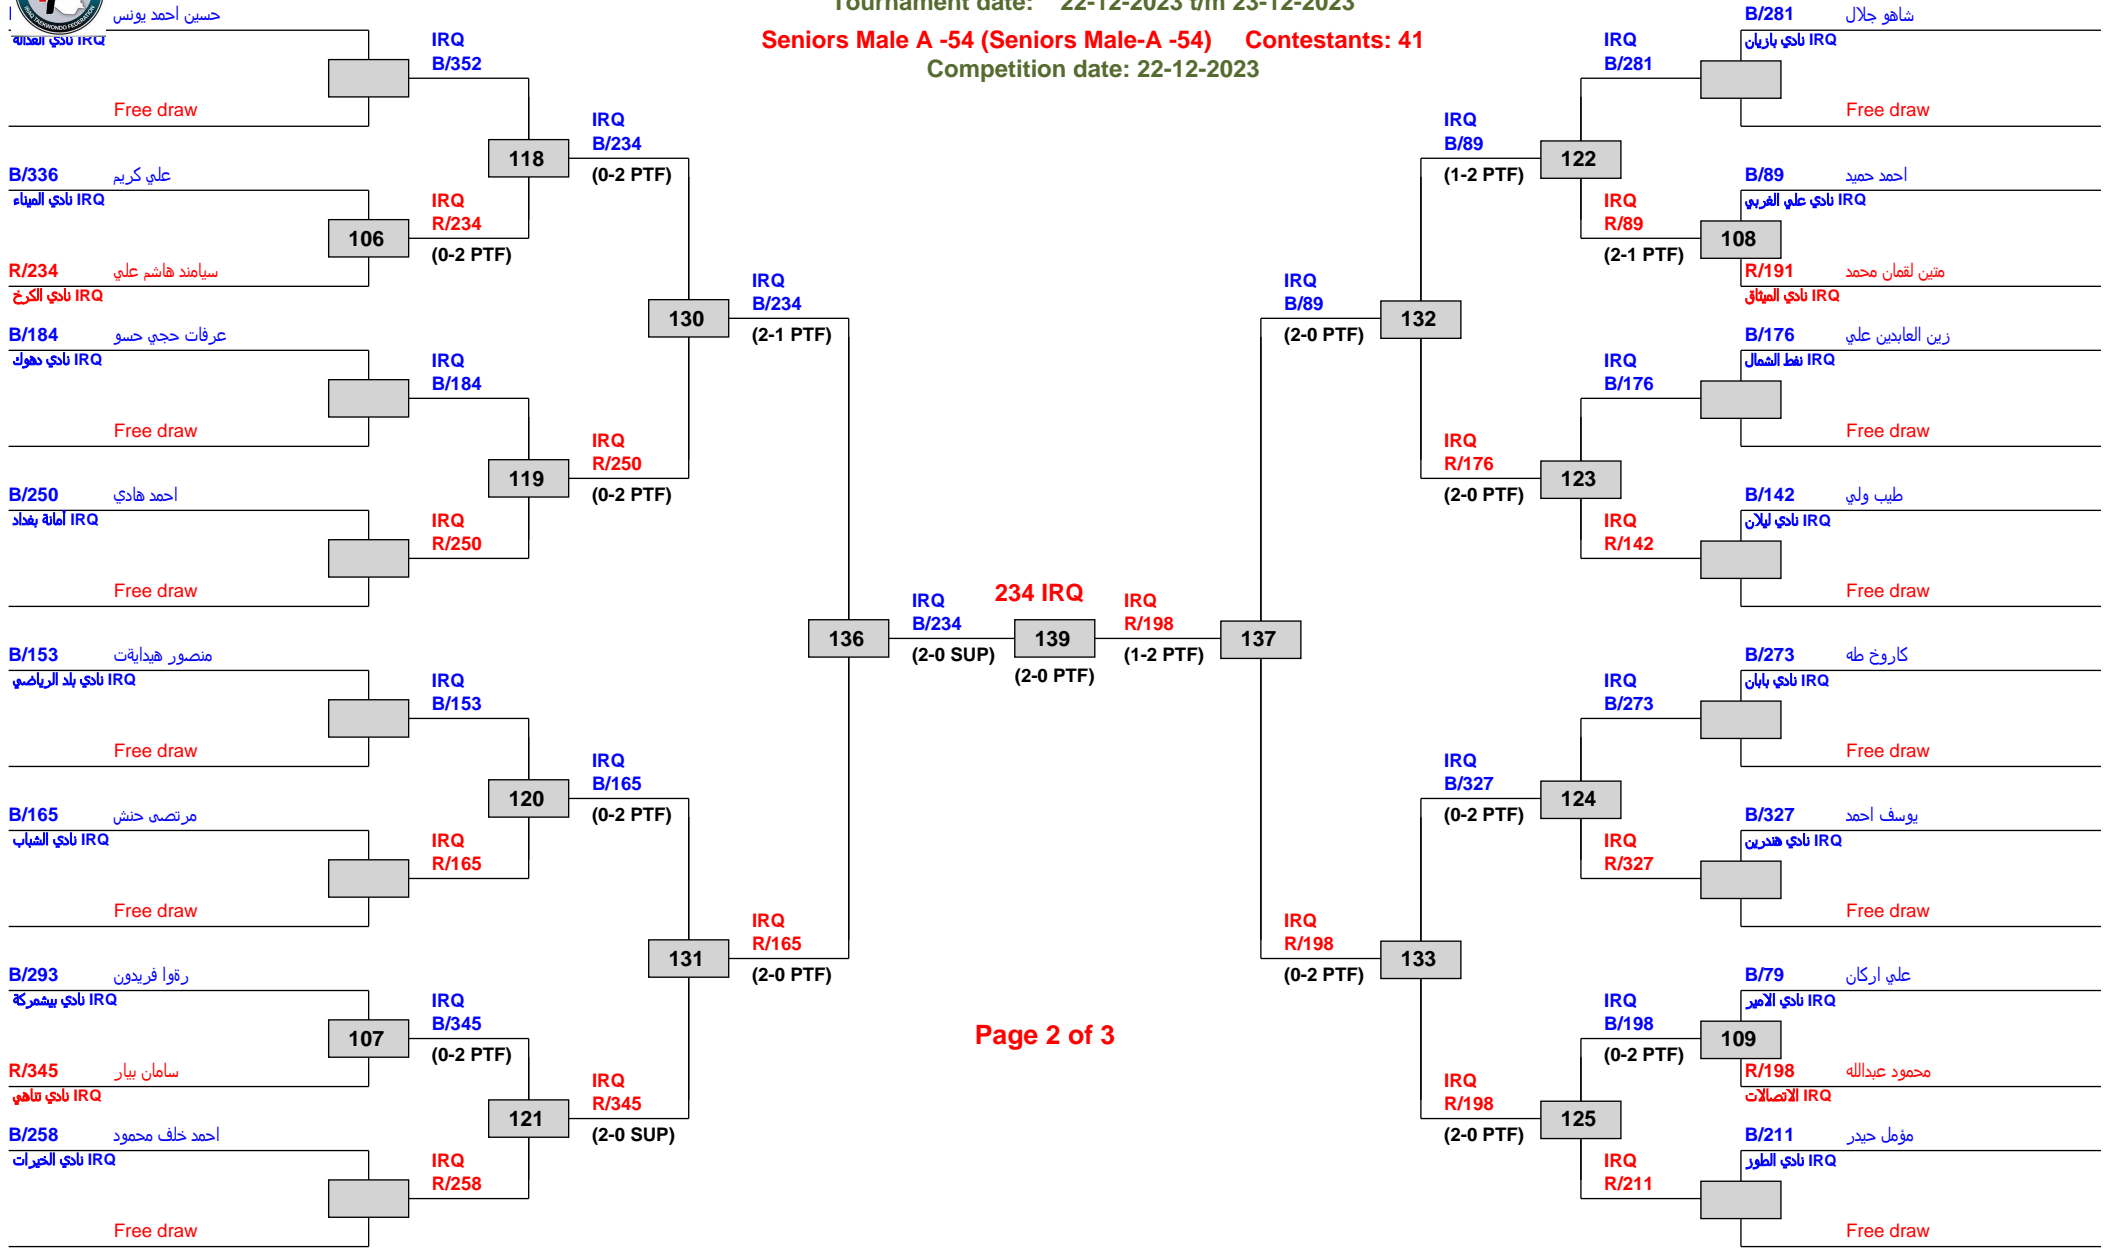 IRAQ TAEKWONDO FEDERATION
Tournament date: 22-12-2023 t/m 23-12-2023
Seniors Male A -54 (Seniors Male-A -54) Contestants: 41
Competition date: 22-12-2023
حسين احمد يونس
IRQ نادي العدالة
Free draw
B/336 علي كريم
IRQ نادي الميناء
R/234 سيامند هاشم علي
IRQ نادي الكرخ
B/184 عرفات حجي حسو
IRQ نادي دهوك
Free draw
B/250 احمد هادي
IRQ أمانة بغداد
Free draw
B/153 منصور هيدايةت
IRQ نادي بلد الرياضي
Free draw
B/165 مرتصى حنش
IRQ نادي الشباب
Free draw
B/293 رةوا فريدون
IRQ نادي بيشمركة
R/345 سامان بيار
IRQ نادي تناهي
B/258 احمد خلف محمود
IRQ نادي الخيرات
Free draw
IRQ
B/352
106
IRQ
R/234
(0-2 PTF)
IRQ
B/184
IRQ
R/250
IRQ
B/153
IRQ
R/165
107
IRQ
B/345
(0-2 PTF)
IRQ
R/258
118
IRQ
B/234
(0-2 PTF)
119
IRQ
R/250
(0-2 PTF)
120
IRQ
B/165
(0-2 PTF)
121
IRQ
R/345
(2-0 SUP)
130
IRQ
B/234
(2-1 PTF)
131
IRQ
R/165
(2-0 PTF)
136
IRQ
B/234
(2-0 SUP)
234 IRQ
139
(2-0 PTF)
IRQ
R/198
(1-2 PTF)
137
Page 2 of 3
IRQ
B/89
(2-0 PTF)
132
IRQ
R/198
(0-2 PTF)
133
IRQ
B/89
(1-2 PTF)
122
IRQ
R/176
(2-0 PTF)
123
IRQ
B/327
(0-2 PTF)
124
IRQ
R/198
(2-0 PTF)
125
IRQ
B/281
IRQ
R/89
(2-1 PTF)
108
IRQ
B/176
IRQ
R/142
IRQ
B/273
IRQ
R/327
IRQ
B/198
(0-2 PTF)
109
IRQ
R/211
B/281 شاهو جلال
IRQ نادي بازيان
Free draw
B/89 احمد حميد
IRQ نادي علي الغربي
R/191 متين لقمان محمد
IRQ نادي الميثاق
B/176 زين العابدين علي
IRQ نفط الشمال
Free draw
B/142 طيب ولي
IRQ نادي ليلان
Free draw
B/273 كاروخ طه
IRQ نادي بابان
Free draw
B/327 يوسف احمد
IRQ نادي هندرين
Free draw
B/79 علي اركان
IRQ نادي الامير
R/198 محمود عبدالله
IRQ الاتصالات
B/211 مؤمل حيدر
IRQ نادي الطور
Free draw